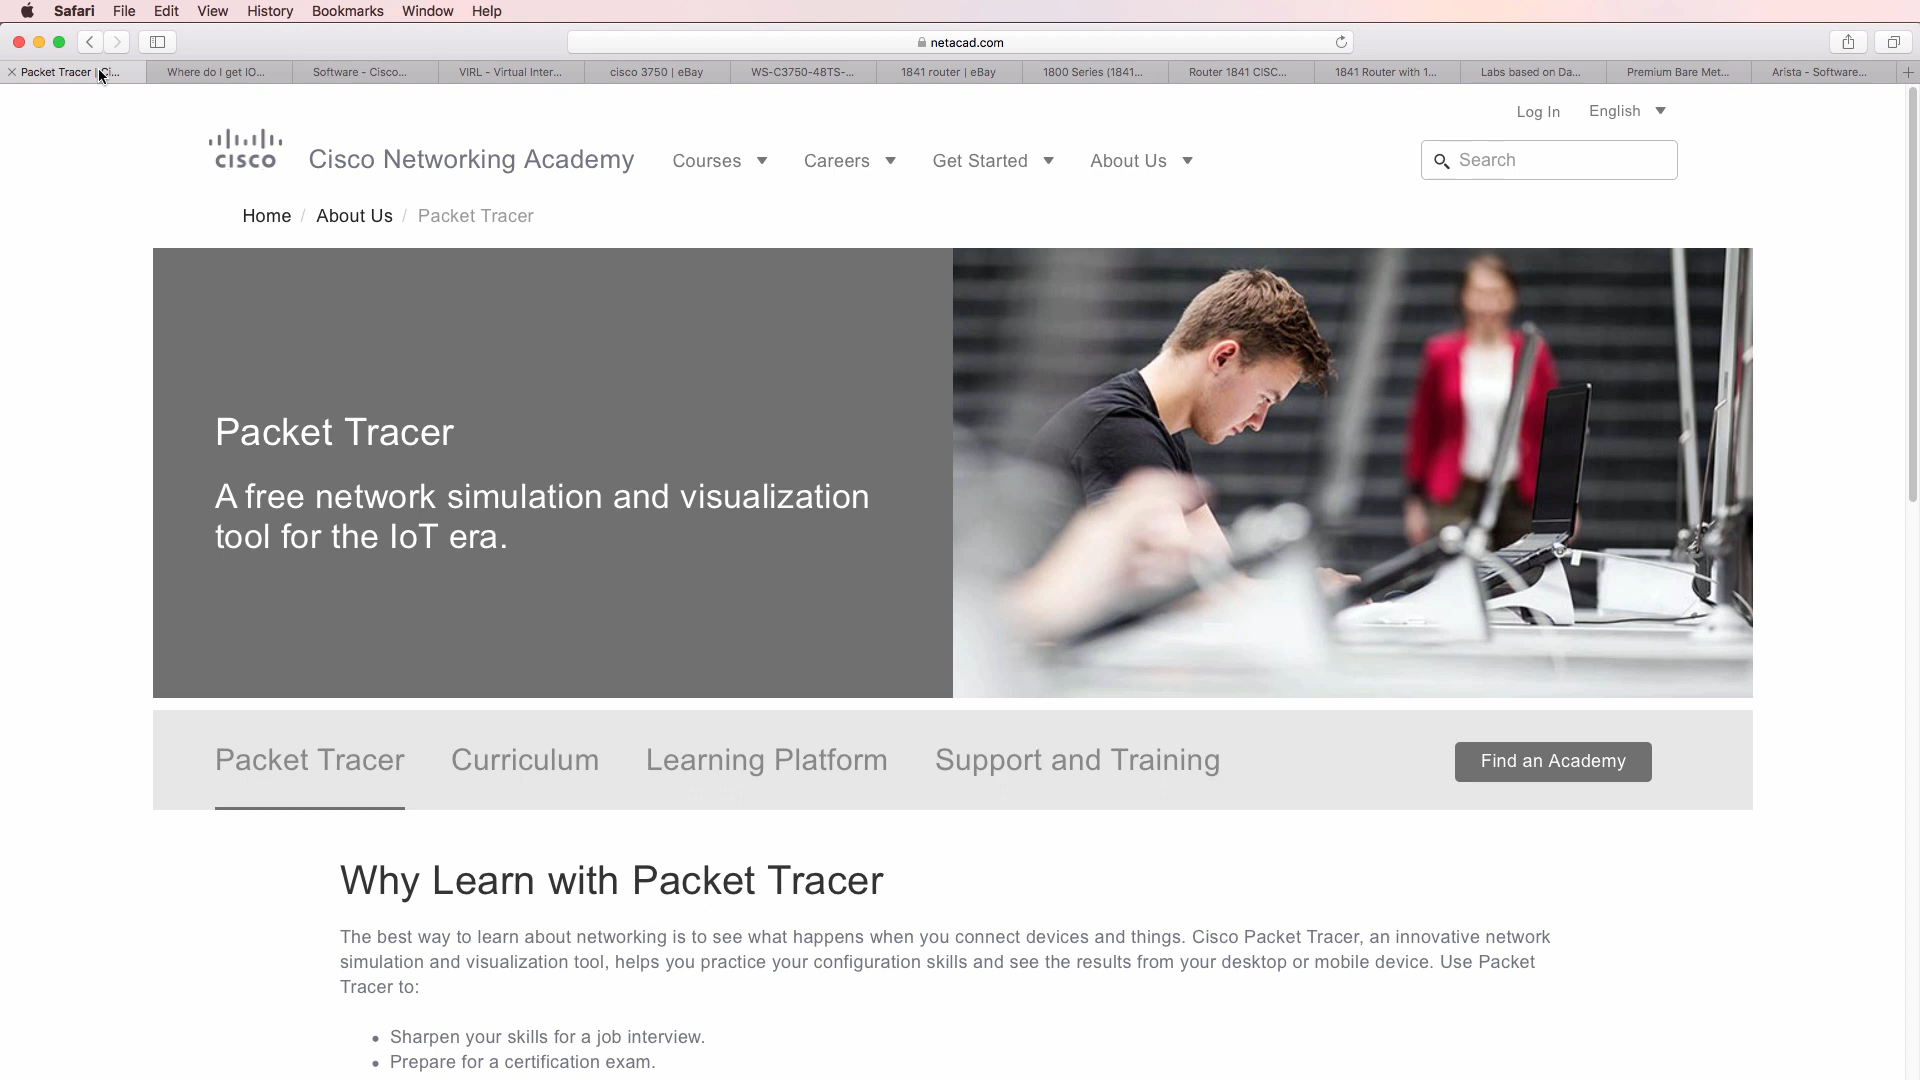 Safari File Edit View History Bookmarks Window Help
netacad.com
Packet Tracer | Ci...
Where do I get IO...
Software - Cisco...
VIRL - Virtual Inter...
cisco 3750 | eBay
WS-C3750-48TS-...
1841 router | eBay
1800 Series (1841...
Router 1841 CISC...
1841 Router with 1...
Labs based on Da...
Premium Bare Met...
Arista - Software...
Log In English
cisco
Cisco Networking Academy
Courses Careers Get Started About Us
Search
Home / About Us / Packet Tracer
Packet Tracer
A free network simulation and visualization
tool for the IoT era.
Packet Tracer Curriculum Learning Platform Support and Training
Find an Academy
Why Learn with Packet Tracer
The best way to learn about networking is to see what happens when you connect devices and things. Cisco Packet Tracer, an innovative network
simulation and visualization tool, helps you practice your configuration skills and see the results from your desktop or mobile device. Use Packet
Tracer to:
• Sharpen your skills for a job interview.
• Prepare for a certification exam.